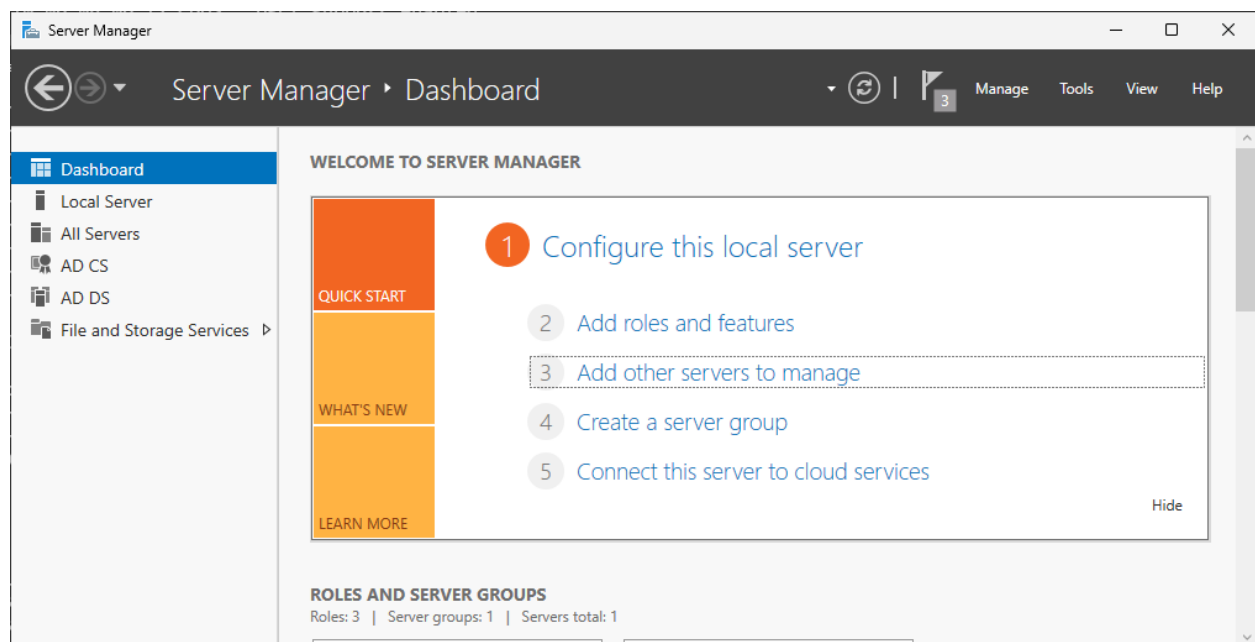 Server Manager
Server Manager ‣ Dashboard
3
Manage
Tools
View
Help
Dashboard
Local Server
All Servers
AD CS
AD DS
File and Storage Services
WELCOME TO SERVER MANAGER
QUICK START
WHAT'S NEW
LEARN MORE
1 Configure this local server
2 Add roles and features
3 Add other servers to manage
4 Create a server group
5 Connect this server to cloud services
Hide
ROLES AND SERVER GROUPS
Roles: 3 | Server groups: 1 | Servers total: 1